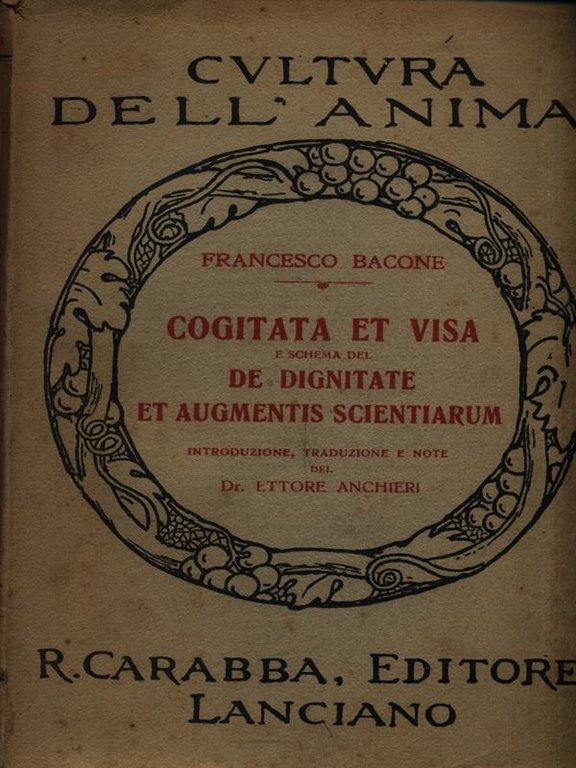 CVLTVRA
DELL' ANIMA
FRANCESCO BACONE
COGITATA ET VISA
E SCHEMA DEL
DE DIGNITATE
ET AUGMENTIS SCIENTIARUM
INTRODUZIONE, TRADUZIONE E NOTE
DEL
Dr. ETTORE ANCHIERI
R. CARABBA, EDITORE
LANCIANO